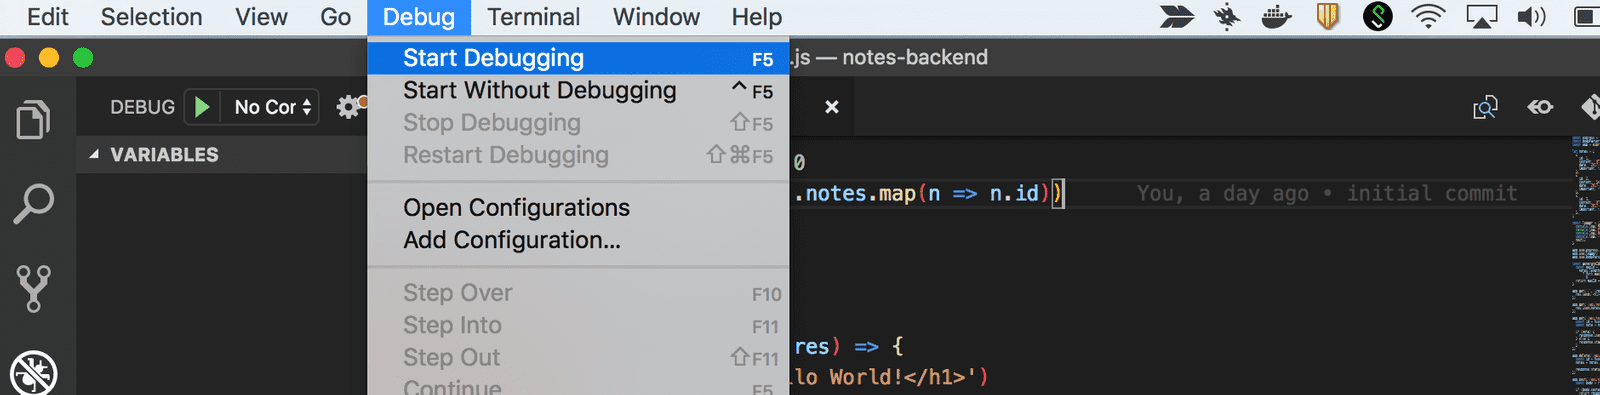 Edit Selection View Go Debug Terminal Window Help
Start Debugging F5
.js — notes-backend
Start Without Debugging ^F5
DEBUG No Cor
Stop Debugging ⇧F5
Restart Debugging ⇧⌘F5
VARIABLES
0
.notes.map(n => n.id))
You, a day ago • initial commit
Open Configurations
Add Configuration...
Step Over F10
Step Into F11
Step Out ⇧F11
Continue F5
res) => {
lo World!</h1>')